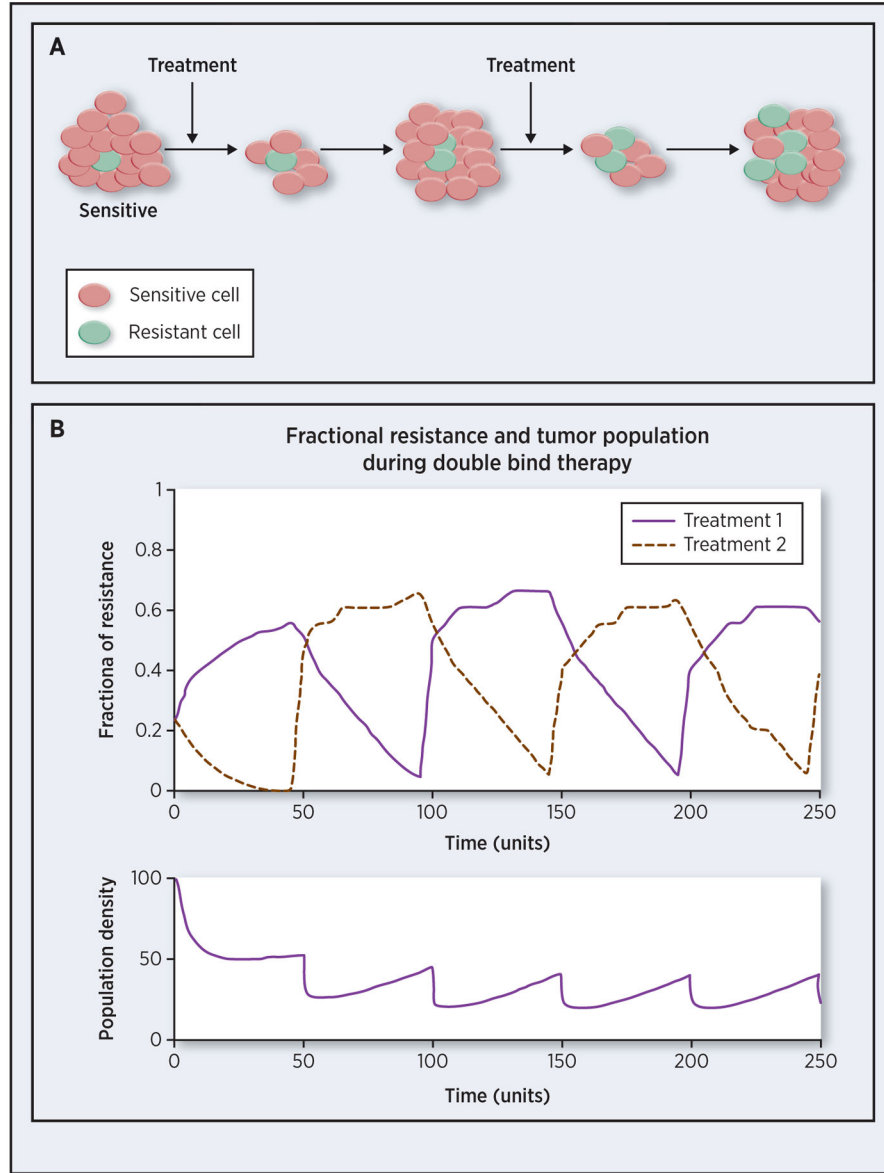 A
Treatment
Treatment
Sensitive
Sensitive cell
Resistant cell
B
Fractional resistance and tumor population
during double bind therapy
Fractiona of resistance
1
0.8
0.6
0.4
0.2
0
Treatment 1
Treatment 2
0 50 100 150 200 250
Time (units)
Population density
100
50
0
0 50 100 150 200 250
Time (units)